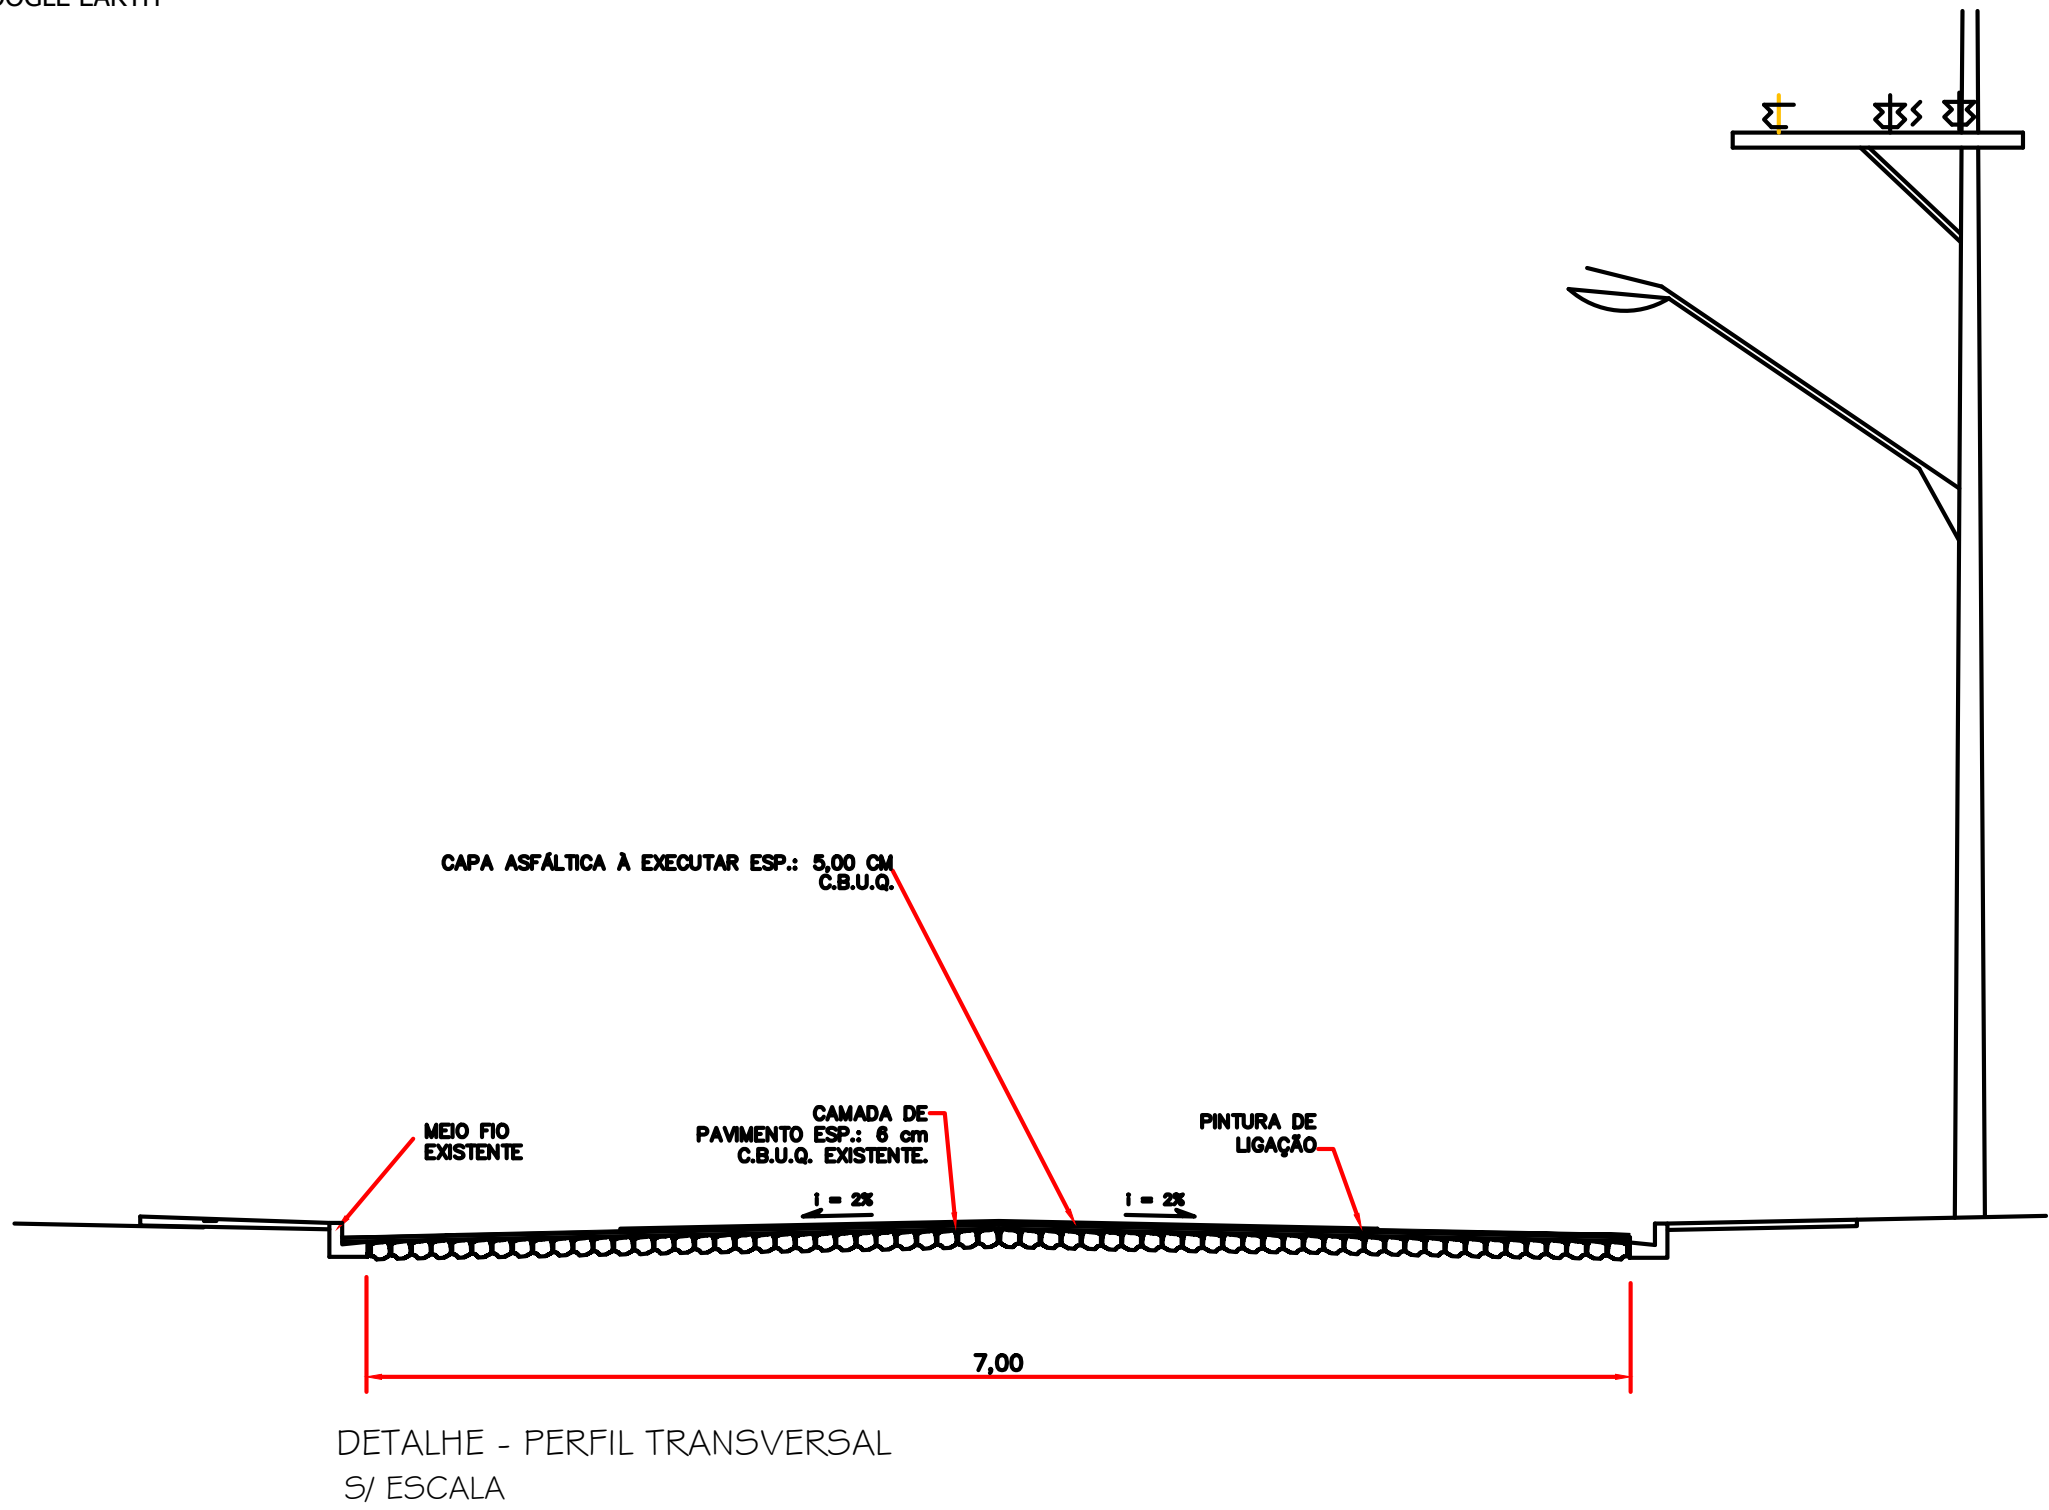 EARTH
CAPA ASFÁLTICA À EXECUTAR ESP.: 5,00 CM
C.B.U.Q.
MEIO FIO
EXISTENTE
CAMADA DE
PAVIMENTO ESP.: 6 cm
C.B.U.Q. EXISTENTE.
PINTURA DE
LIGAÇÃO
i = 2%
i = 2%
7,00
DETALHE - PERFIL TRANSVERSAL
S/ ESCALA